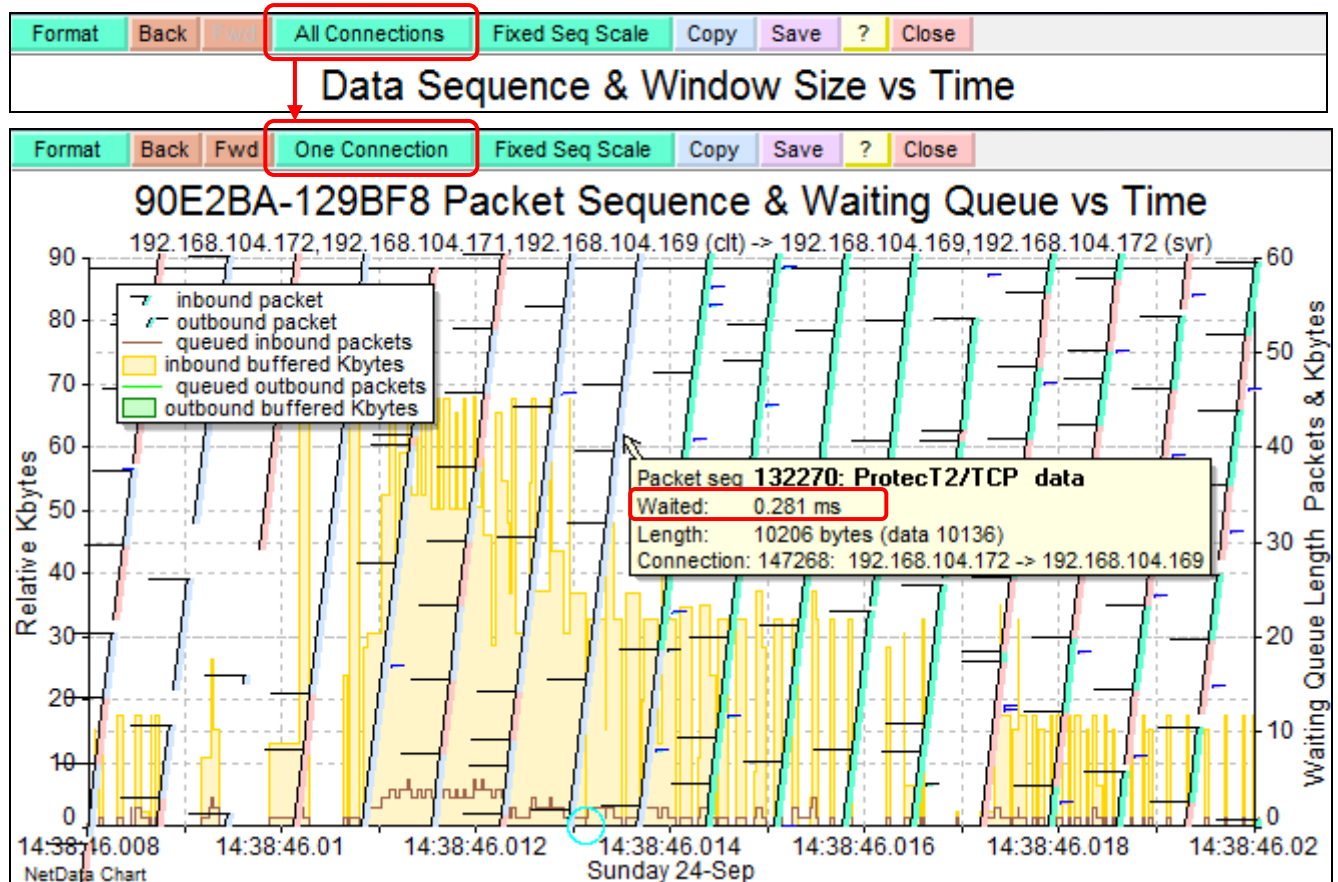 Format Back Fwd All Connections Fixed Seq Scale Copy Save ? Close
Data Sequence & Window Size vs Time
Format Back Fwd One Connection Fixed Seq Scale Copy Save ? Close
90E2BA-129BF8 Packet Sequence & Waiting Queue vs Time
192.168.104.172,192.168.104.171,192.168.104.169 (clt) -> 192.168.104.169,192.168.104.172 (svr)
inbound packet
outbound packet
queued inbound packets
inbound buffered Kbytes
queued outbound packets
outbound buffered Kbytes
Relative Kbytes
90
80
70
60
50
40
30
20
10
0
Packet seq 132270: ProtecT2/TCP data
Waited: 0.281 ms
Length: 10206 bytes (data 10136)
Connection: 147268: 192.168.104.172 -> 192.168.104.169
60
50
40
30
20
10
0
Waiting Queue Length Packets & Kbytes
14:38:46.008 14:38:46.01 14:38:46.012 14:38:46.014 14:38:46.016 14:38:46.018 14:38:46.02
Sunday 24-Sep
NetData Chart